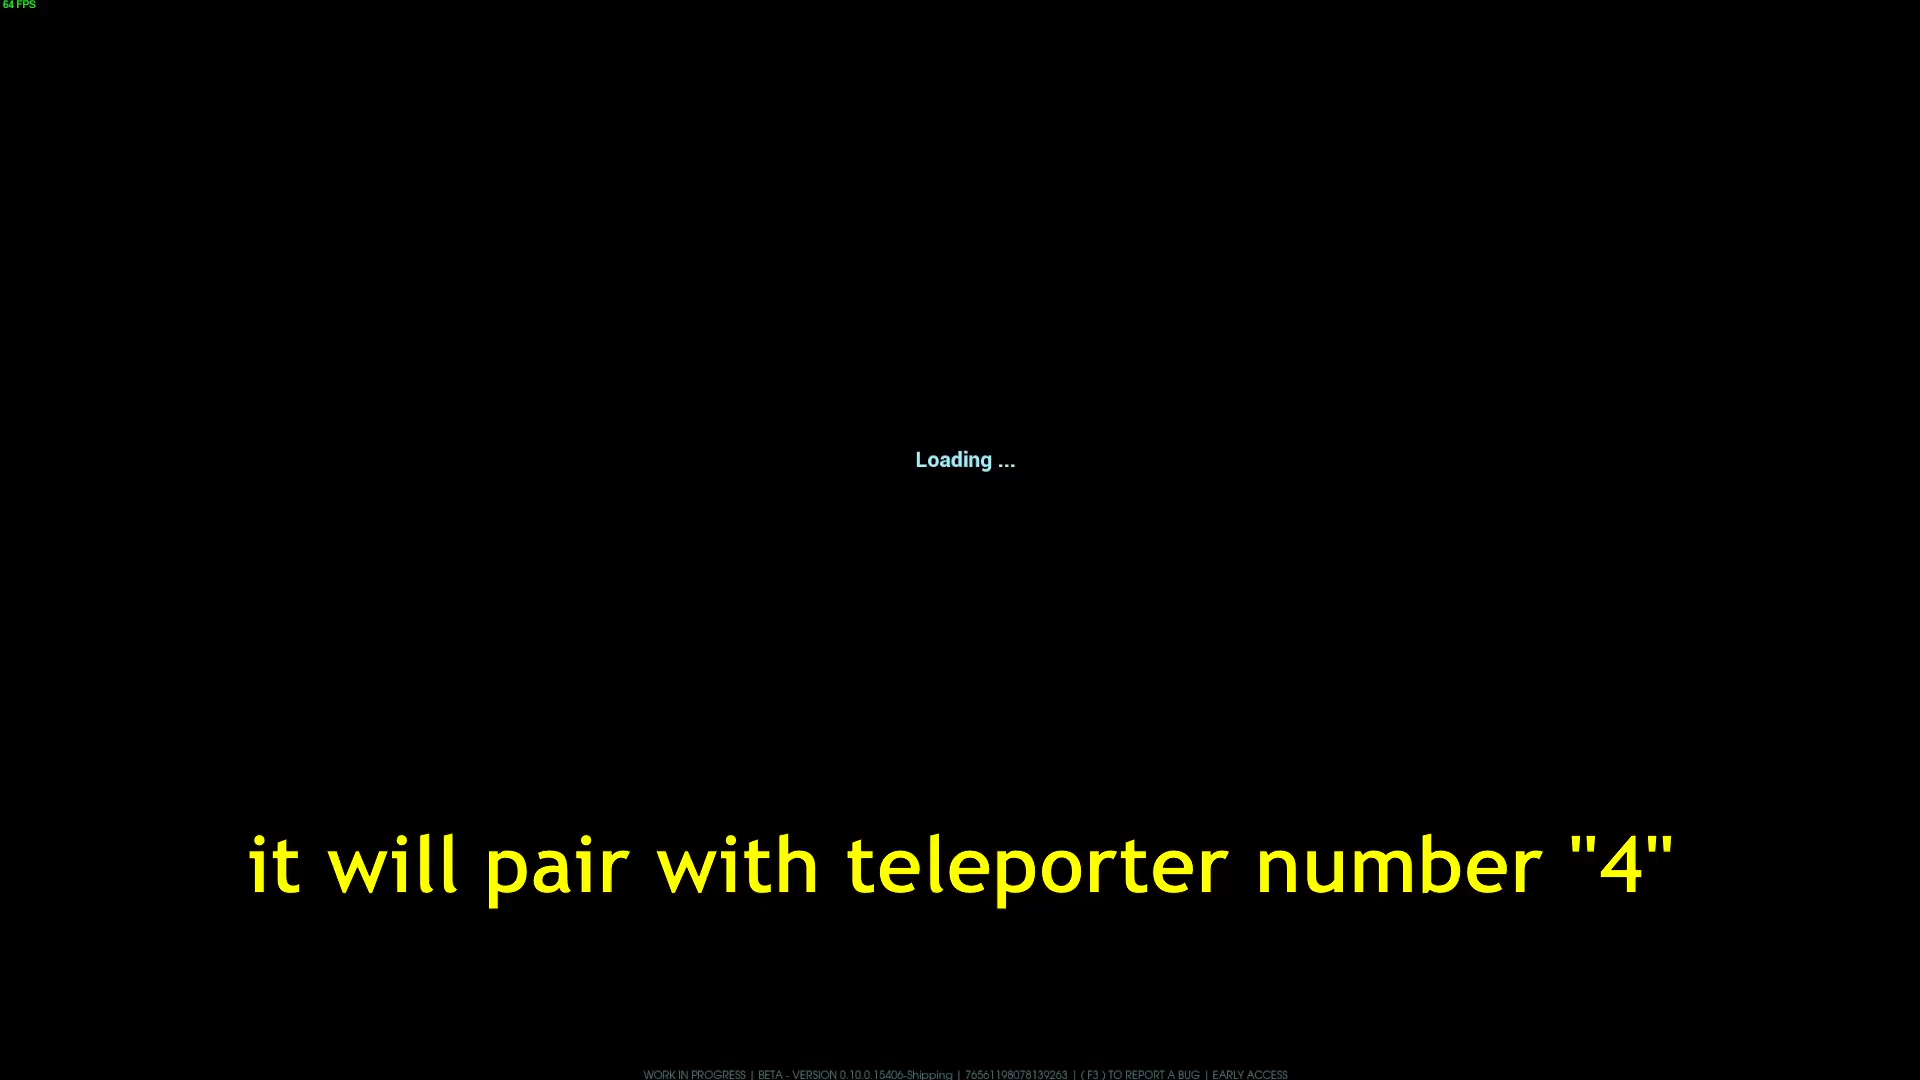 64 FPS
Loading ...
it will pair with teleporter number "4"
WORK IN PROGRESS | BETA - VERSION 0.10.0.15406-Shipping | 76561198078139263 | ( F3 ) TO REPORT A BUG | EARLY ACCESS